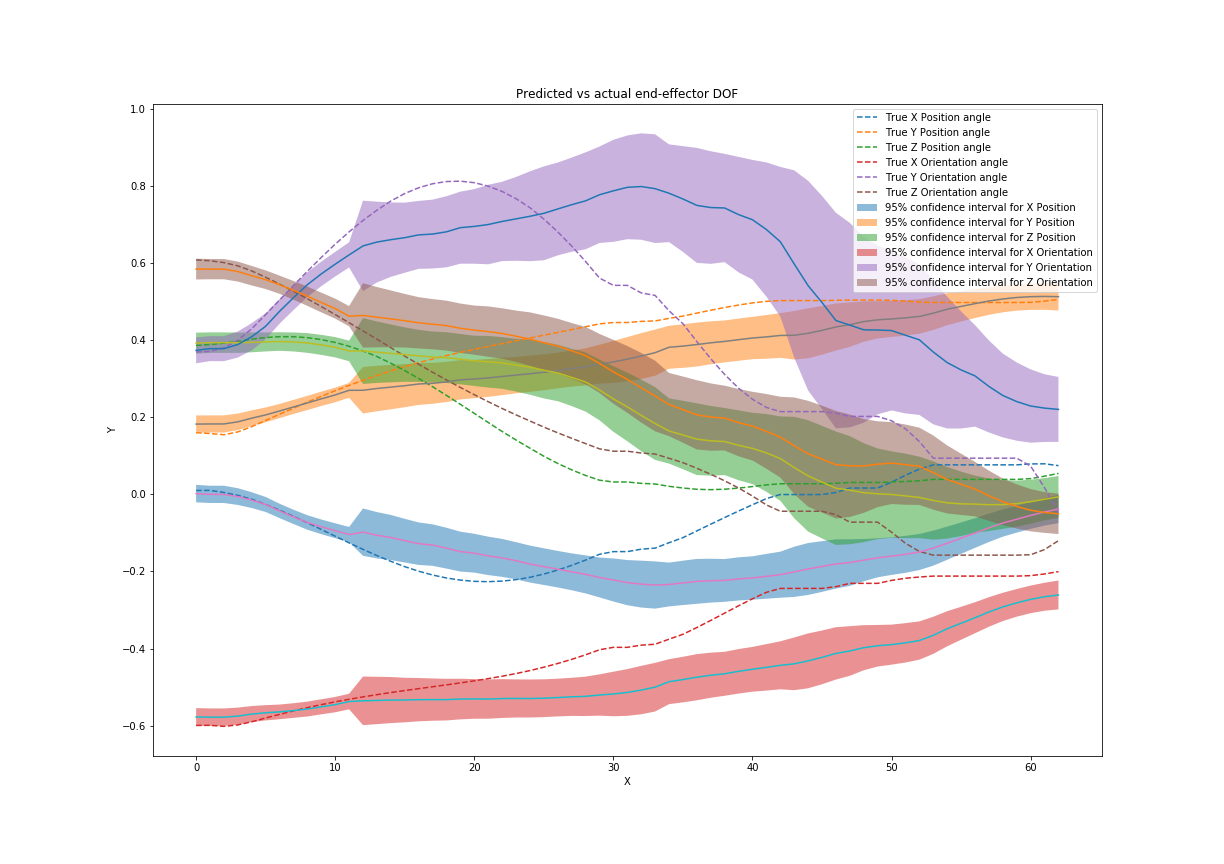 Predicted vs actual end-effector DOF
1.0
0.8
0.6
0.4
0.2
0.0
−0.2
−0.4
−0.6
Y
0 10 20 30 40 50 60
X
True X Position angle
True Y Position angle
True Z Position angle
True X Orientation angle
True Y Orientation angle
True Z Orientation angle
95% confidence interval for X Position
95% confidence interval for Y Position
95% confidence interval for Z Position
95% confidence interval for X Orientation
95% confidence interval for Y Orientation
95% confidence interval for Z Orientation